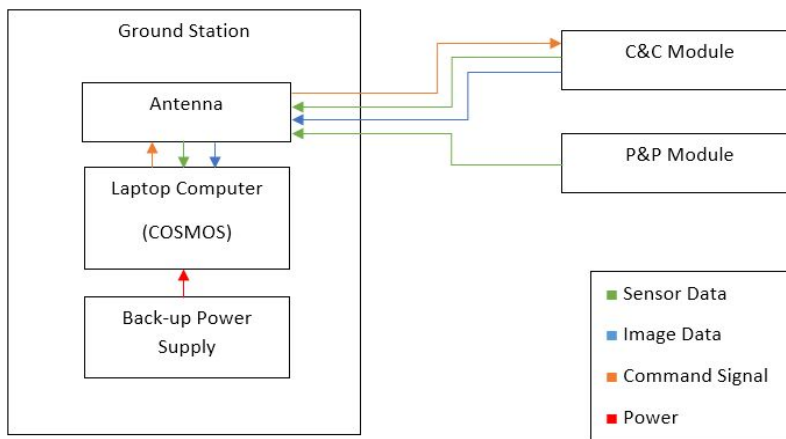 Ground Station
Antenna
Laptop Computer
(COSMOS)
Back-up Power
Supply
C&C Module
P&P Module
Sensor Data
Image Data
Command Signal
Power